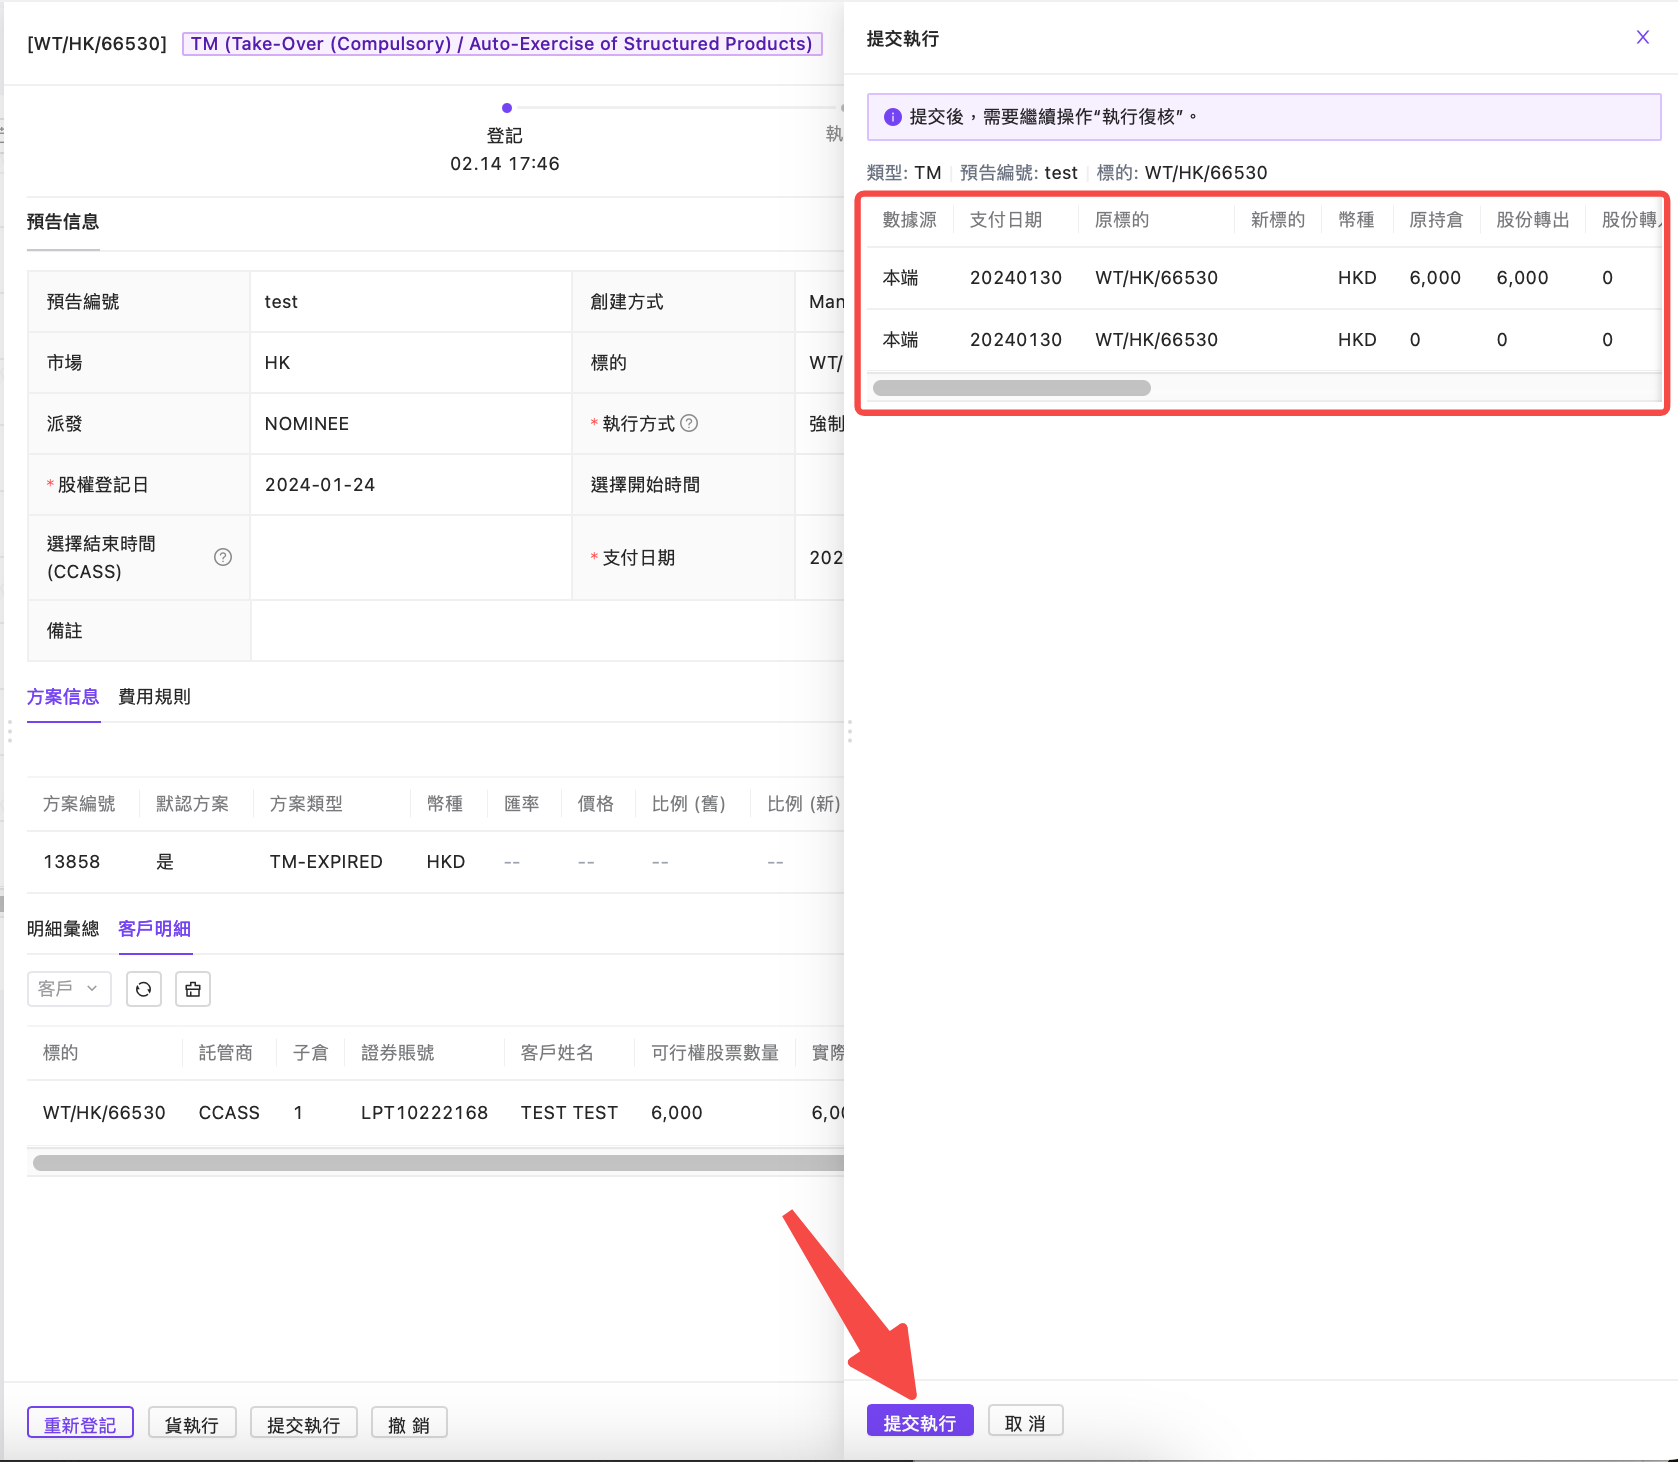 [WT/HK/66530] TM (Take-Over (Compulsory) / Auto-Exercise of Structured Products)
登記
02.14 17:46
執
預告信息
預告編號 test 創建方式 Man
市場 HK 標的 WT/
派發 NOMINEE * 執行方式 ? 強制
* 股權登記日 2024-01-24 選擇開始時間
選擇結束時間
(CCASS) ? * 支付日期 202
備註
方案信息 費用規則
方案編號 默認方案 方案類型 幣種 匯率 價格 比例 (舊) 比例 (新)
13858 是 TM-EXPIRED HKD -- -- -- --
明細彙總 客戶明細
客戶
標的 託管商 子倉 證券賬號 客戶姓名 可行權股票數量 實際
WT/HK/66530 CCASS 1 LPT10222168 TEST TEST 6,000 6,00
重新登記 貨執行 提交執行 撤 銷
提交執行
提交後，需要繼續操作“執行復核”。
類型: TM 預告編號: test 標的: WT/HK/66530
數據源 支付日期 原標的 新標的 幣種 原持倉 股份轉出 股份轉入
本端 20240130 WT/HK/66530 HKD 6,000 6,000 0
本端 20240130 WT/HK/66530 HKD 0 0 0
提交執行 取 消